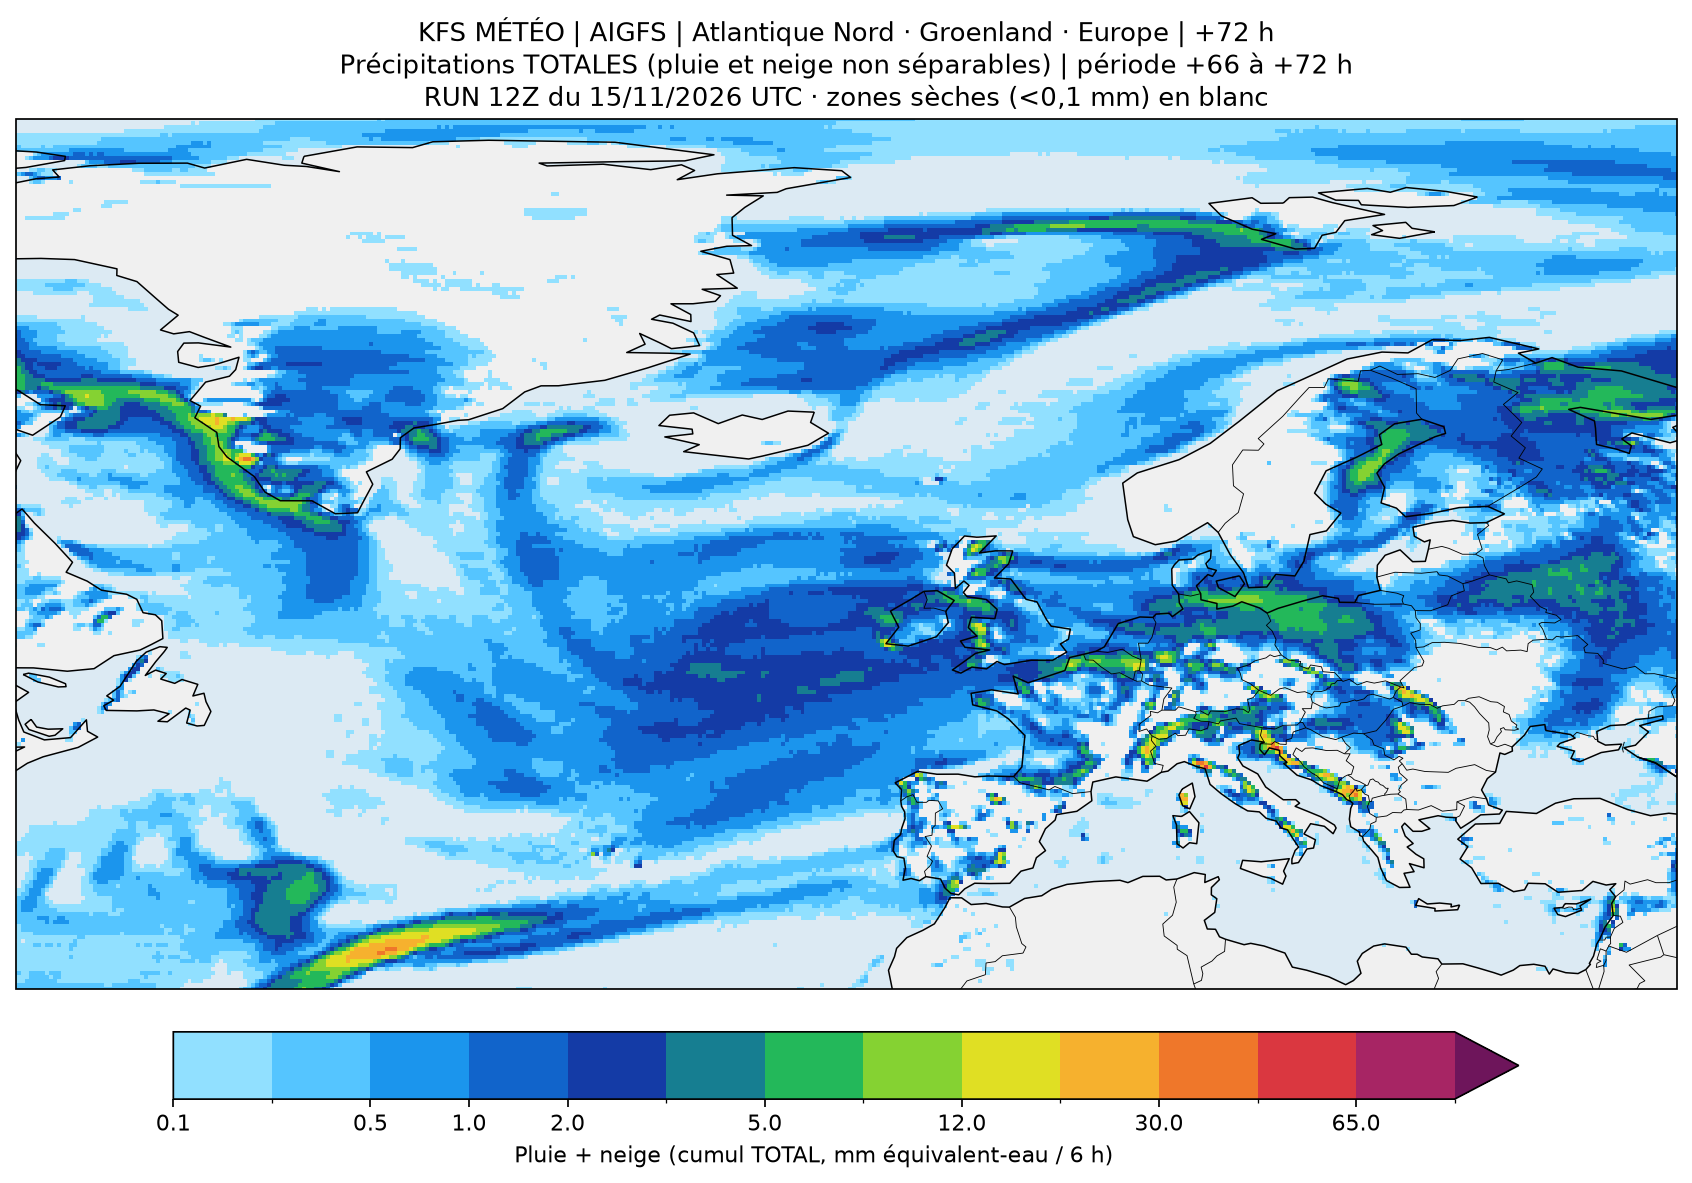 KFS MÉTÉO | AIGFS | Atlantique Nord · Groenland · Europe | +72 h
Précipitations TOTALES (pluie et neige non séparables) | période +66 à +72 h
RUN 12Z du 15/11/2026 UTC · zones sèches (<0,1 mm) en blanc
0.1 0.5 1.0 2.0 5.0 12.0 30.0 65.0
Pluie + neige (cumul TOTAL, mm équivalent-eau / 6 h)